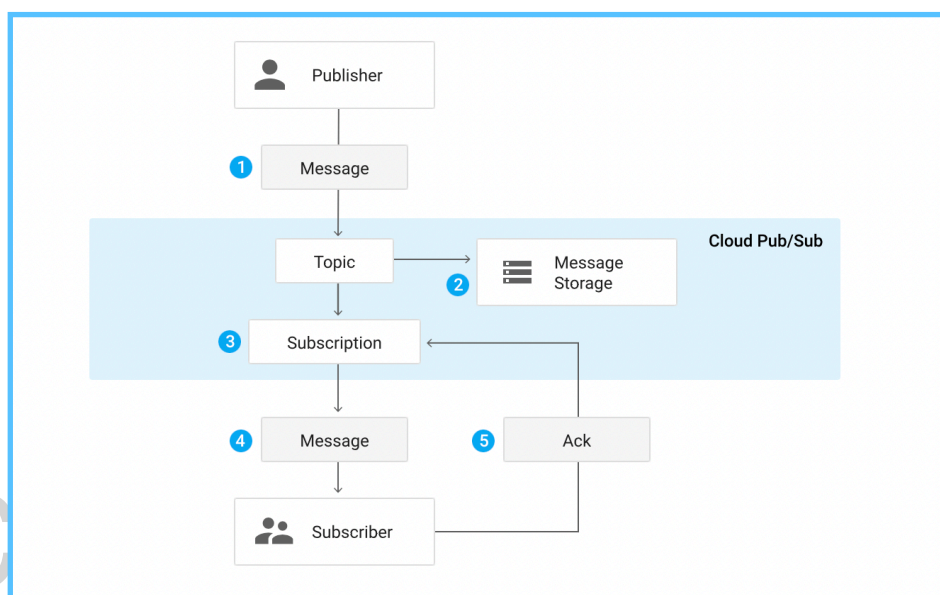 Publisher
1
Message
Cloud Pub/Sub
Topic
Message
Storage
2
3
Subscription
4
Message
5
Ack
Subscriber